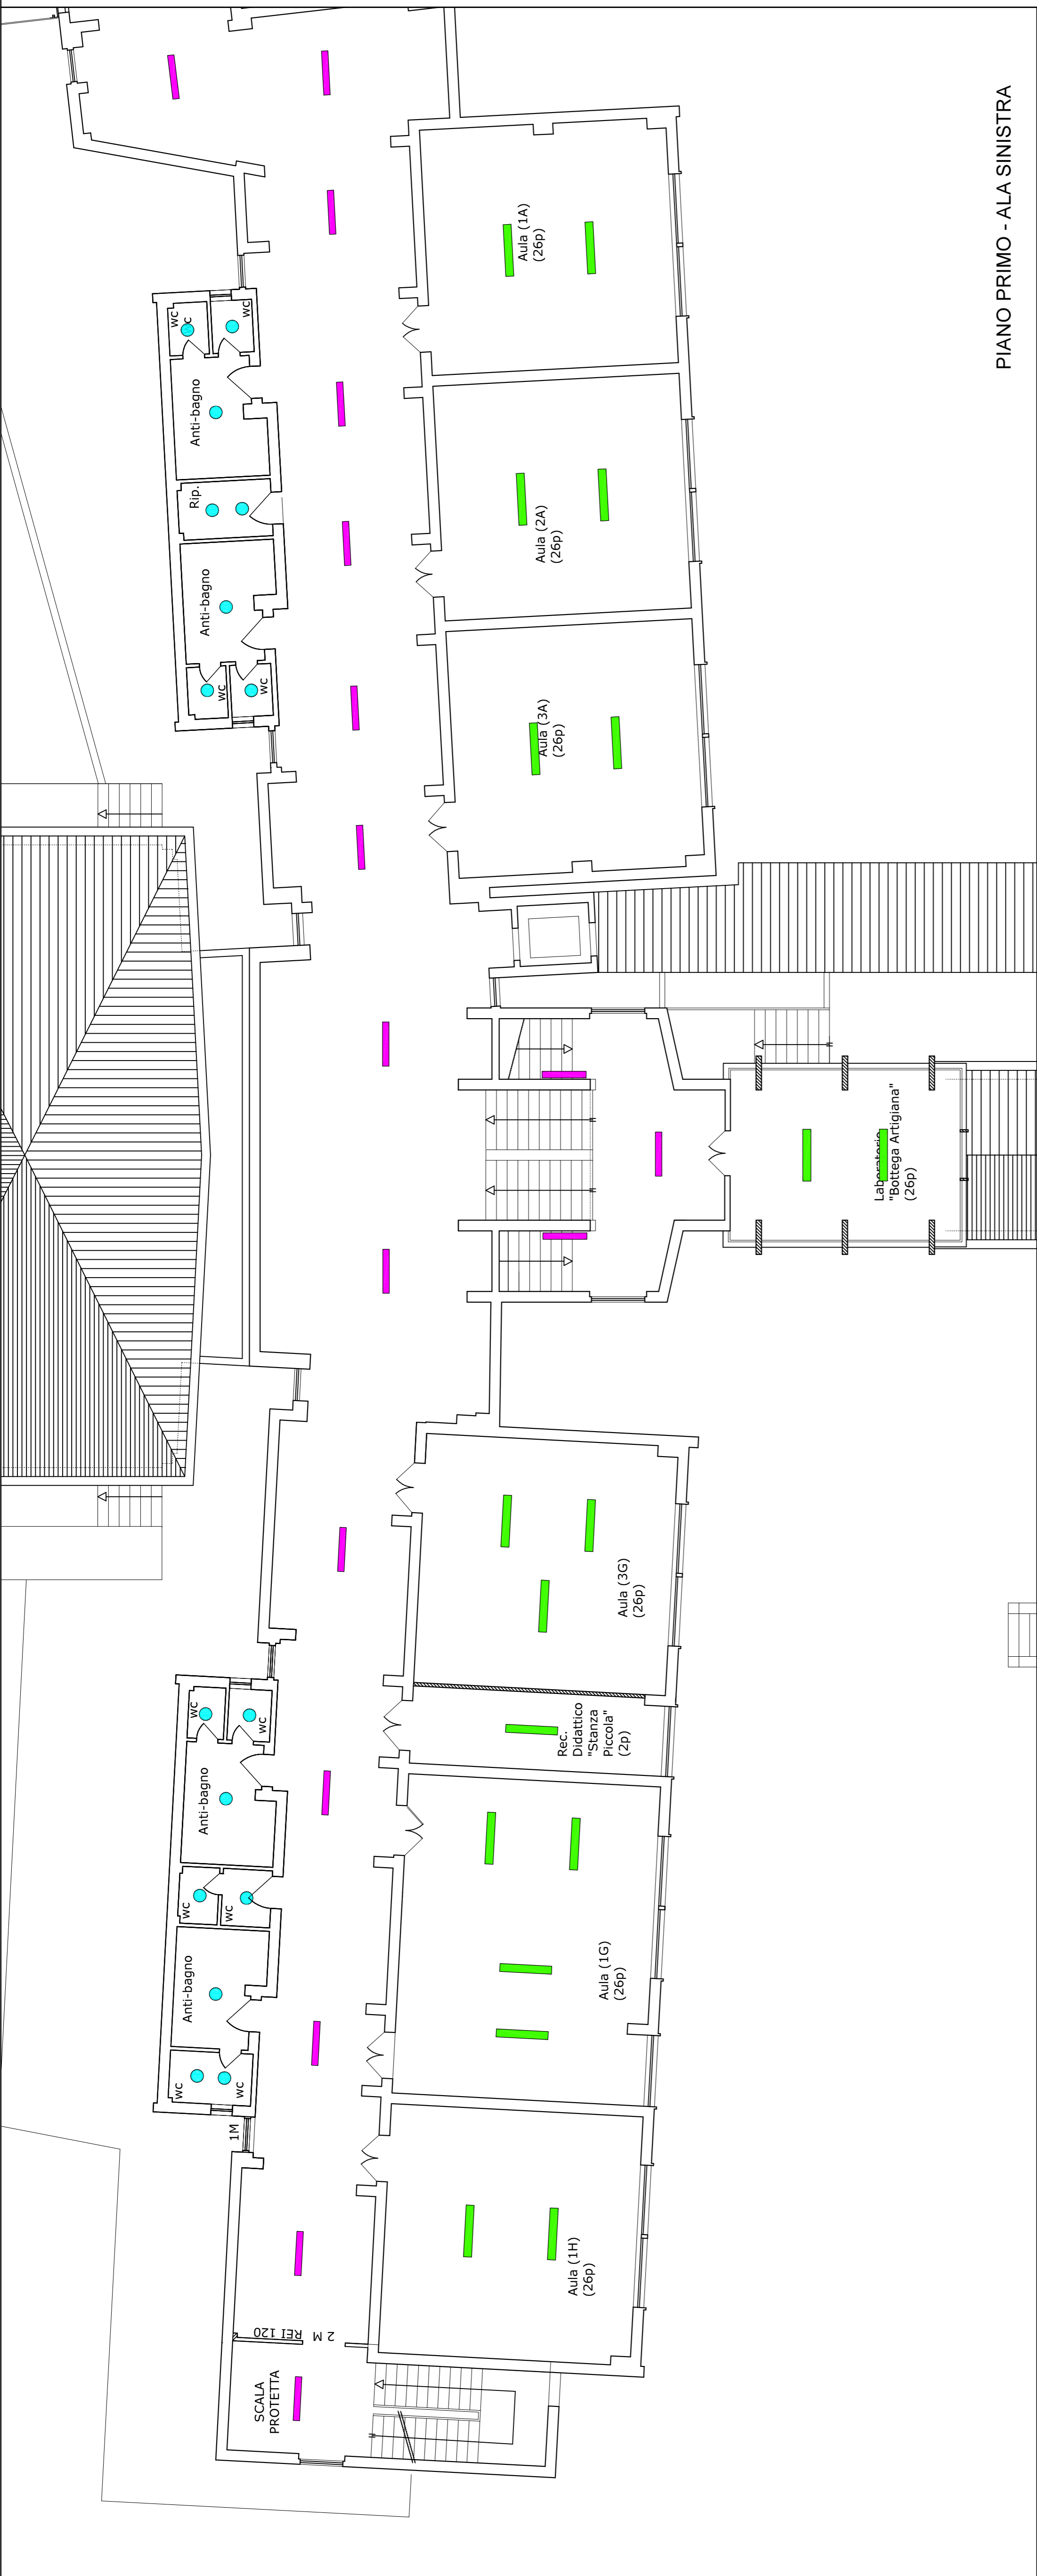 PIANO PRIMO - ALA SINISTRA
Aula (1A)
(26p)
wc
wc
wc
Anti-bagno
Rip.
Aula (2A)
(26p)
Anti-bagno
wc
wc
Aula (3A)
(26p)
Laboratorio
"Bottega Artigiana"
(26p)
Aula (3G)
(26p)
Rec.
Didattico
"Stanza
Piccola"
(2p)
wc
wc
Anti-bagno
wc
wc
Aula (1G)
(26p)
Anti-bagno
wc
wc
1M
Aula (1H)
(26p)
2 M REI 120
SCALA
PROTETTA